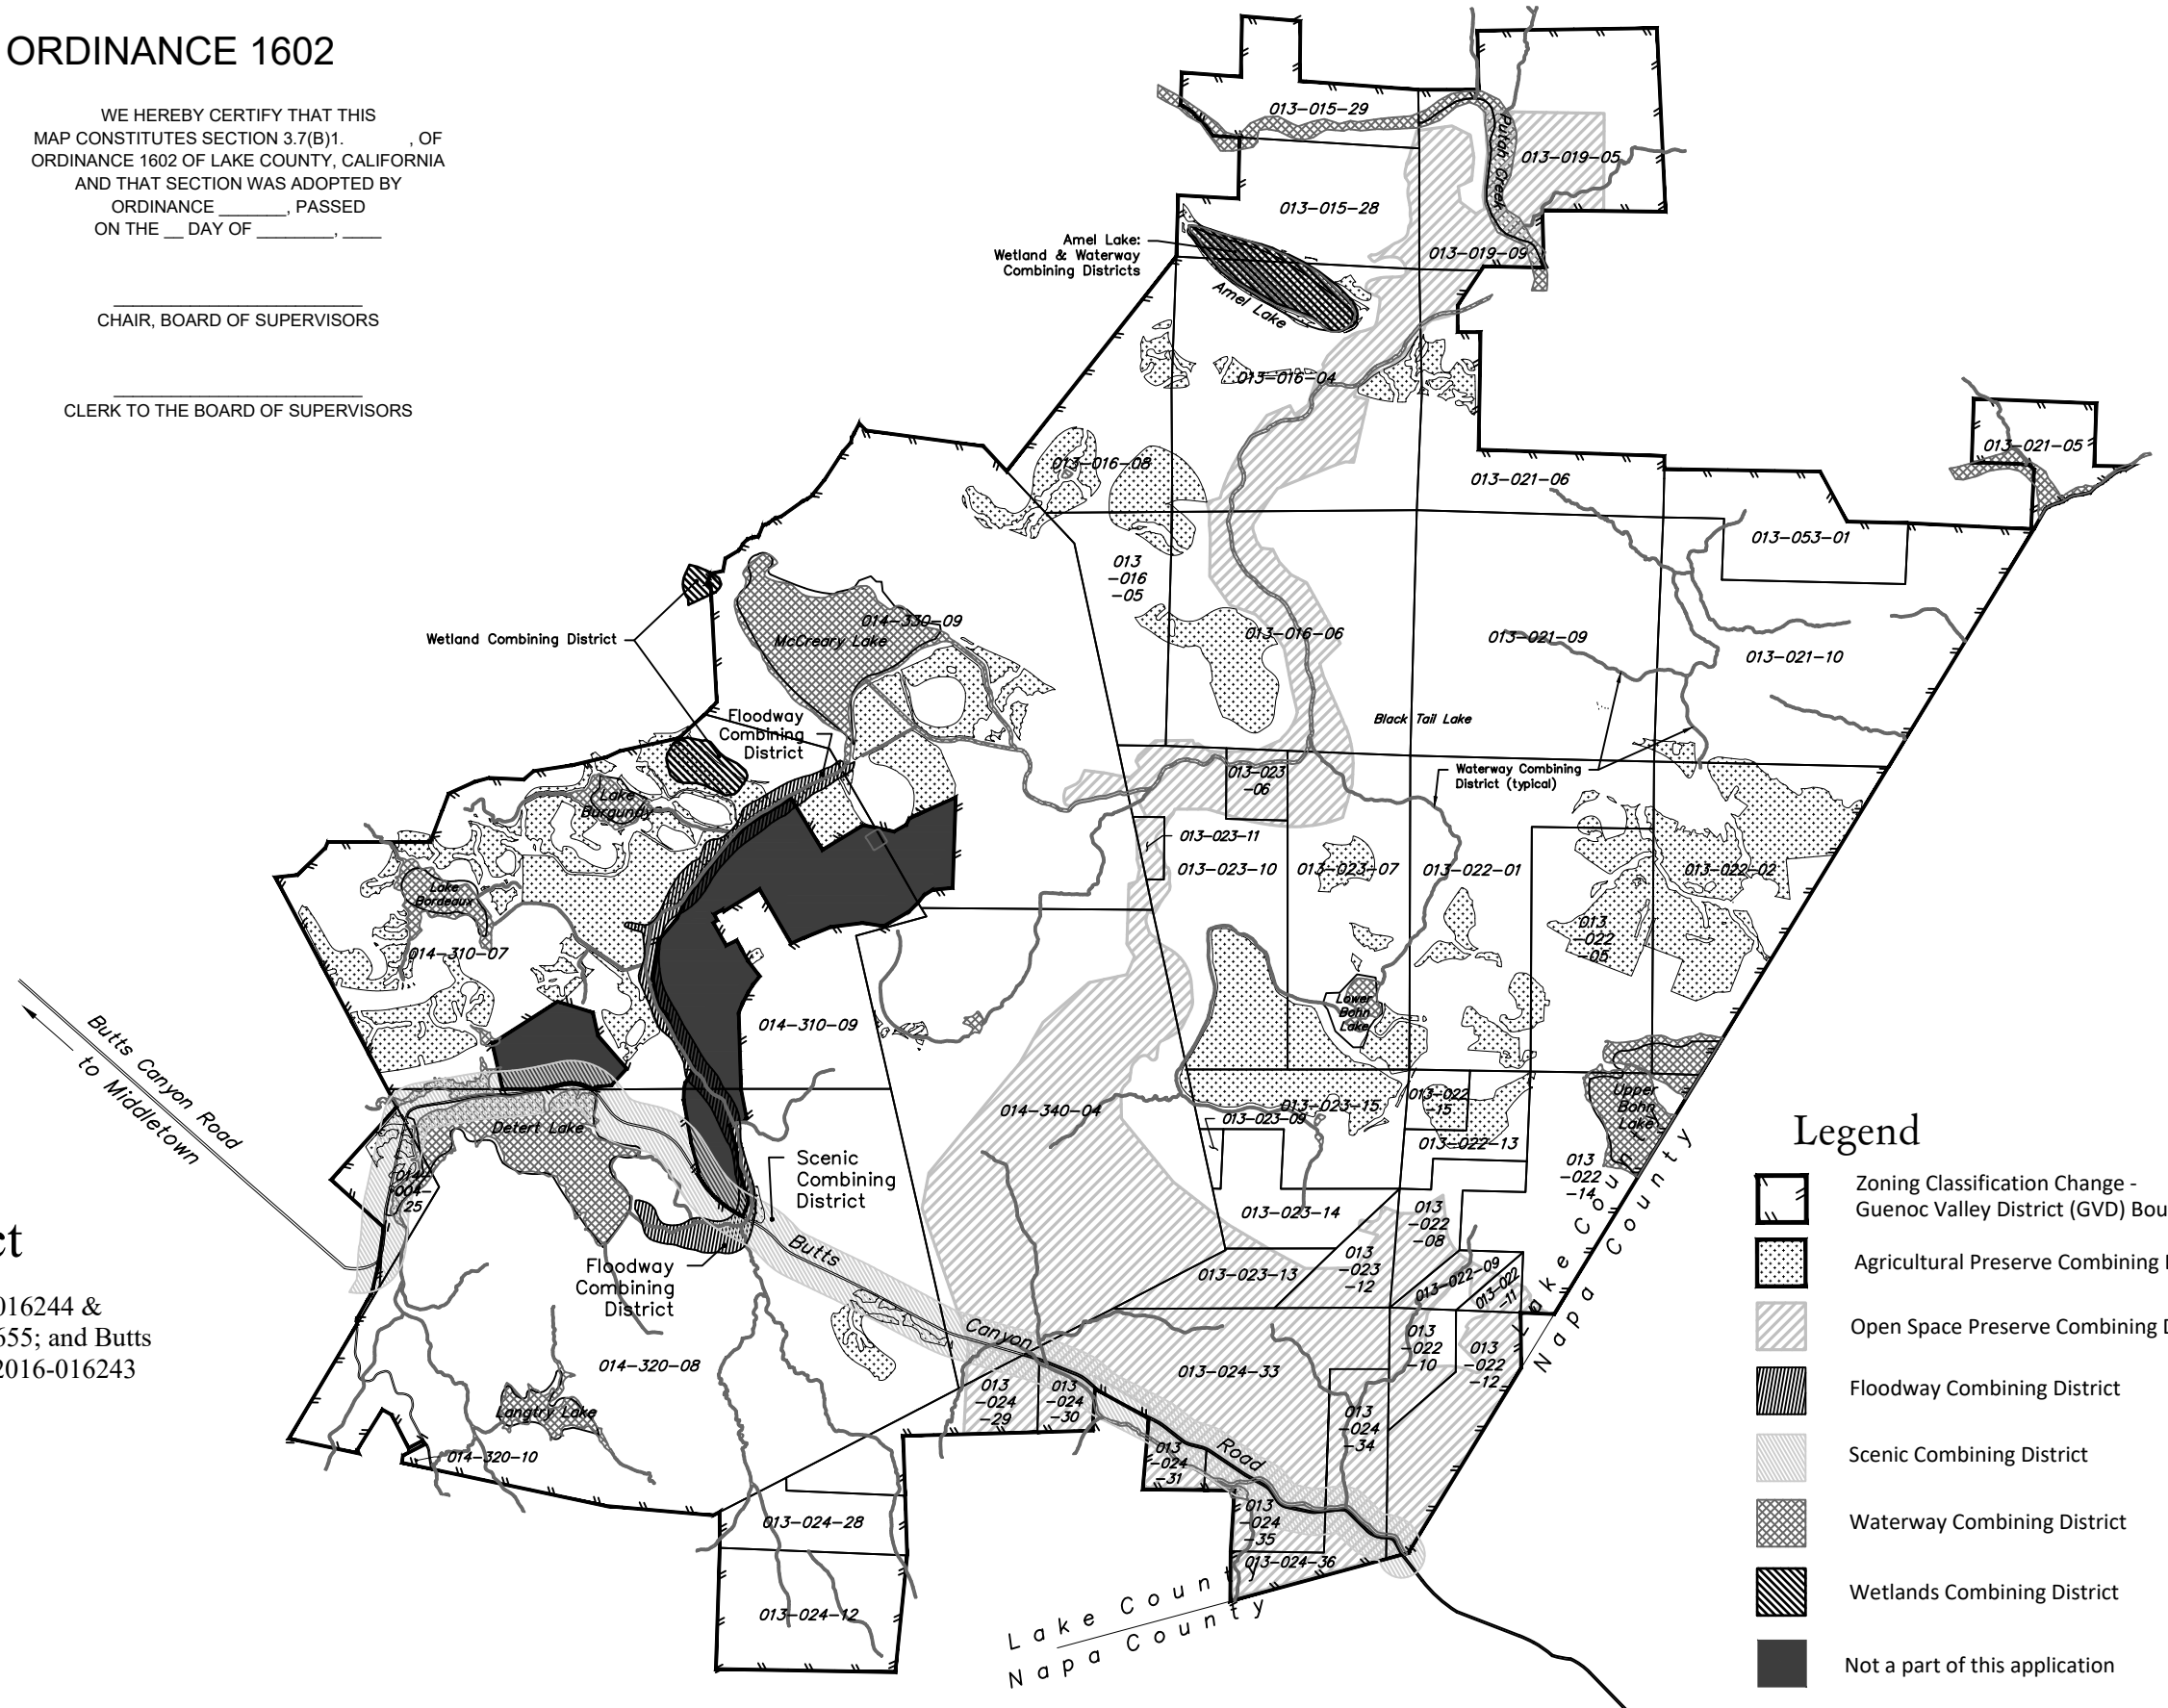 ORDINANCE 1602
WE HEREBY CERTIFY THAT THIS
MAP CONSTITUTES SECTION 3.7(B)1. , OF
ORDINANCE 1602 OF LAKE COUNTY, CALIFORNIA
AND THAT SECTION WAS ADOPTED BY
ORDINANCE _______, PASSED
ON THE __ DAY OF ________, ____
CHAIR, BOARD OF SUPERVISORS
CLERK TO THE BOARD OF SUPERVISORS
013-015-29
Putah Creek
013-019-05
013-015-28
Amel Lake:
Wetland & Waterway
Combining Districts
013-019-09
Amel Lake
013-016-04
013-021-05
013-016-08
013-021-06
013-053-01
013
-016
-05
014-330-09
McCreary Lake
Wetland Combining District
013-016-06
013-021-09
013-021-10
Floodway
Combining
District
Black Tail Lake
013-023
-06
Waterway Combining
District (typical)
Lake
Burgundy
013-023-11
013-023-10
013-023-07
013-022-01
013-022-02
Lake
Bordeaux
014-310-07
013
-022
-05
Lower
Bohn
Lake
014-310-09
Butts Canyon Road
to Middletown
014-340-04
013-023-15
013-023-09
013-022
-15
013-022-13
Upper
Bohn
Lake
Detert Lake
014-
004-
25
Scenic
Combining
District
013
-022
-14
013-023-14
013
-022
-08
Butts
Floodway
Combining
District
013-023-13
013
-023
-12
013-022-09
013-022
-11
Lake County
Napa County
Canyon
014-320-08
013-024-33
013
-022
-10
013
-022
-12
013
-024
-29
013
-024
-30
013
-024
-34
Langtry Lake
014-320-10
Road
013
-024
-31
013-024-28
013
-024
-35
013-024-36
013-024-12
Lake County
Napa County
ct
016244 &
655; and Butts
2016-016243
Legend
Zoning Classification Change -
Guenoc Valley District (GVD) Bou
Agricultural Preserve Combining
Open Space Preserve Combining
Floodway Combining District
Scenic Combining District
Waterway Combining District
Wetlands Combining District
Not a part of this application